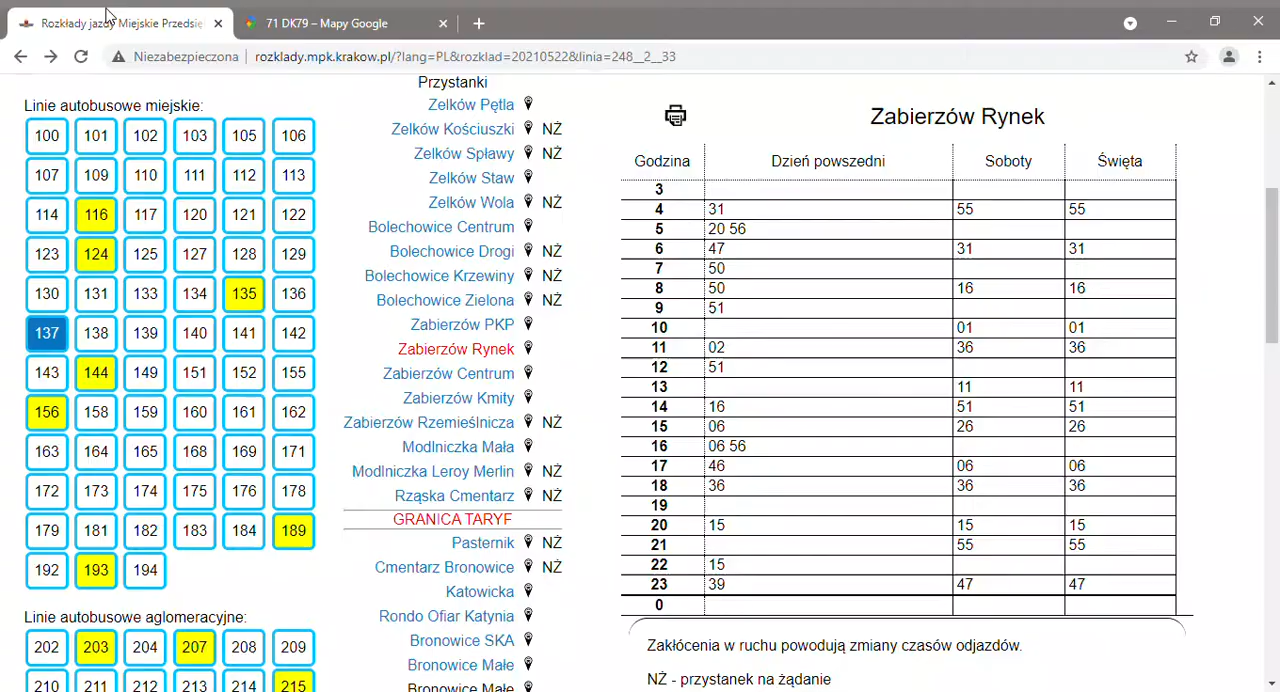 Rozkłady jazdy Miejskie Przedsię
71 DK79 – Mapy Google
Niezabezpieczona
rozklady.mpk.krakow.pl/?lang=PL&rozklad=20210522&linia=248__2__33
Linie autobusowe miejskie:
100 101 102 103 105 106
107 109 110 111 112 113
114 116 117 120 121 122
123 124 125 127 128 129
130 131 133 134 135 136
137 138 139 140 141 142
143 144 149 151 152 155
156 158 159 160 161 162
163 164 165 168 169 171
172 173 174 175 176 178
179 181 182 183 184 189
192 193 194
Linie autobusowe aglomeracyjne:
202 203 204 207 208 209
210 211 212 213 214 215
Przystanki
Zelków Pętla
Zelków Kościuszki NŻ
Zelków Spławy NŻ
Zelków Staw
Zelków Wola NŻ
Bolechowice Centrum
Bolechowice Drogi NŻ
Bolechowice Krzewiny NŻ
Bolechowice Zielona NŻ
Zabierzów PKP
Zabierzów Rynek
Zabierzów Centrum
Zabierzów Kmity
Zabierzów Rzemieślnicza NŻ
Modlniczka Mała
Modlniczka Leroy Merlin NŻ
Rząska Cmentarz NŻ
GRANICA TARYF
Pasternik NŻ
Cmentarz Bronowice NŻ
Katowicka
Rondo Ofiar Katynia
Bronowice SKA
Bronowice Małe
Bronowice Małe
Zabierzów Rynek
Godzina Dzień powszedni Soboty Święta
3
4 31 55 55
5 20 56
6 47 31 31
7 50
8 50 16 16
9 51
10 01 01
11 02 36 36
12 51
13 11 11
14 16 51 51
15 06 26 26
16 06 56
17 46 06 06
18 36 36 36
19
20 15 15 15
21 55 55
22 15
23 39 47 47
0
Zakłócenia w ruchu powodują zmiany czasów odjazdów.
NŻ - przystanek na żądanie